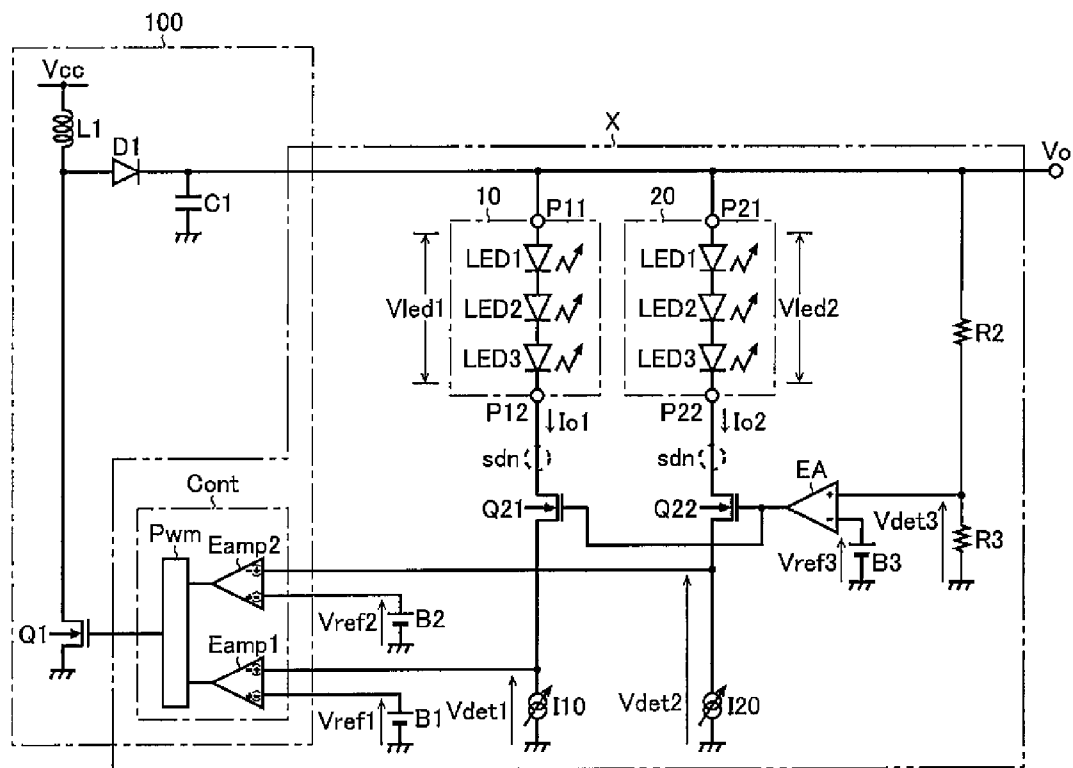 100
Vcc
L1
D1
C1
X
Vo
10
P11
20
P21
LED1
LED1
Vled1
LED2
LED2
Vled2
LED3
LED3
R2
P12
Io1
P22
Io2
sdn
sdn
EA
Cont
Q21
Q22
+
-
Vdet3
R3
Pwm
Eamp2
Vref3
B3
Vref2
B2
Q1
Eamp1
Vref1
B1
Vdet1
I10
Vdet2
I20